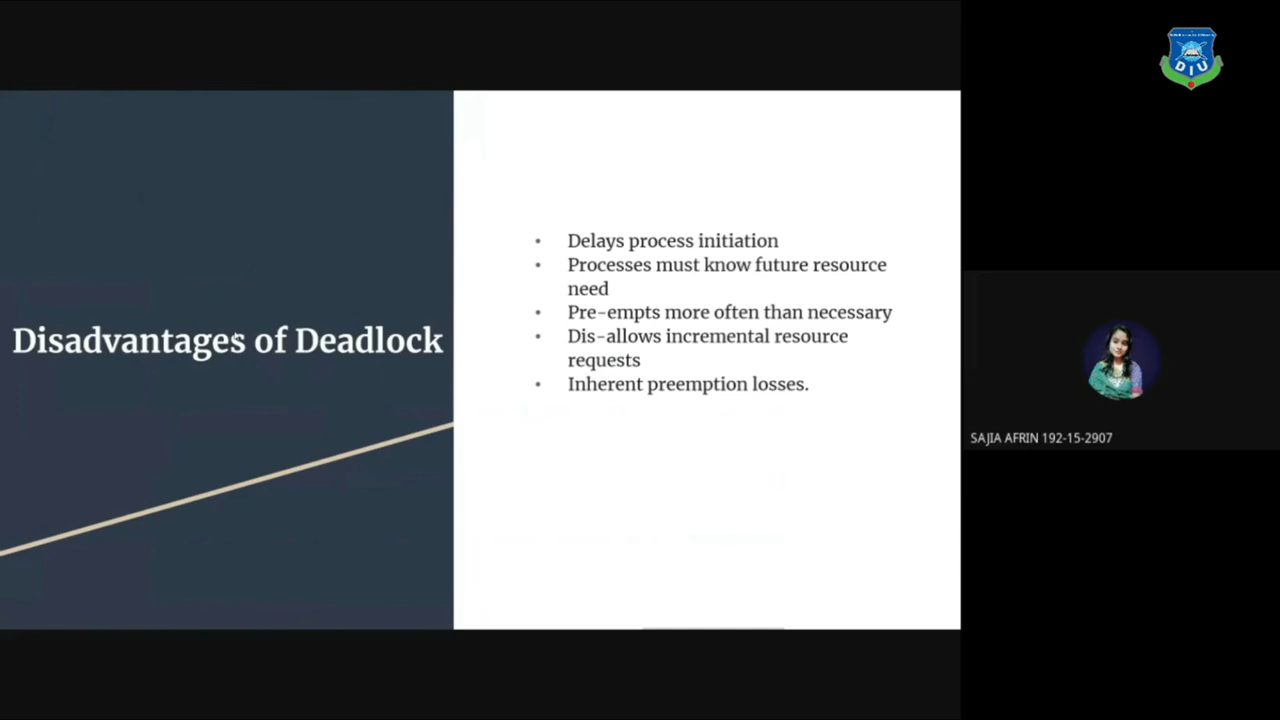 Disadvantages of Deadlock
• Delays process initiation
• Processes must know future resource
need
• Pre-empts more often than necessary
• Dis-allows incremental resource
requests
• Inherent preemption losses.
DIU
SAJIA AFRIN 192-15-2907